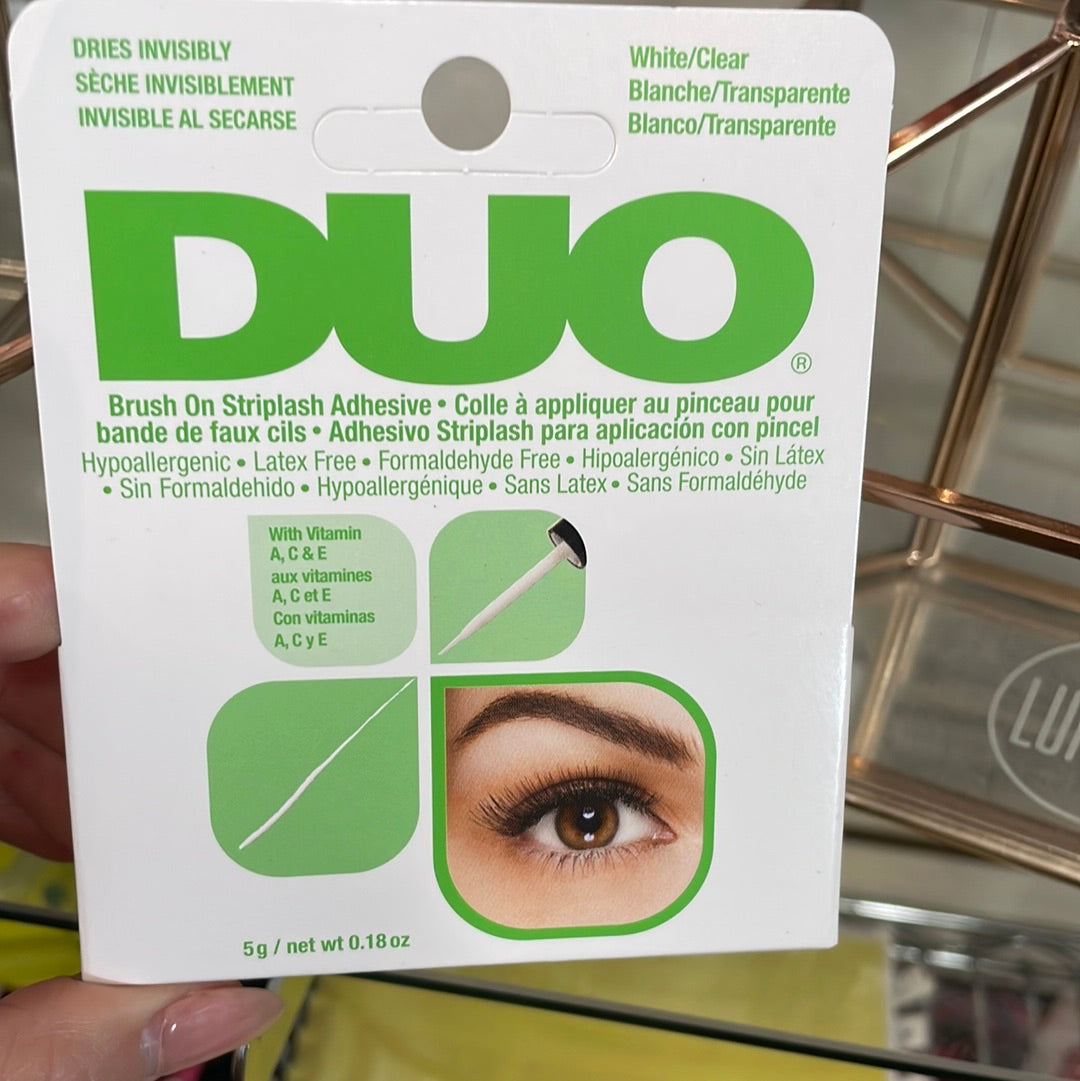 DRIES INVISIBLY
SÈCHE INVISIBLEMENT
INVISIBLE AL SECARSE
White/Clear
Blanche/Transparente
Blanco/Transparente
DUO®
Brush On Striplash Adhesive • Colle à appliquer au pinceau pour
bande de faux cils • Adhesivo Striplash para aplicación con pincel
Hypoallergenic • Latex Free • Formaldehyde Free • Hipoalergénico • Sin Látex
• Sin Formaldehido • Hypoallergénique • Sans Latex • Sans Formaldéhyde
With Vitamin
A, C & E
aux vitamines
A, C et E
Con vitaminas
A, C y E
5g / net wt 0.18 oz